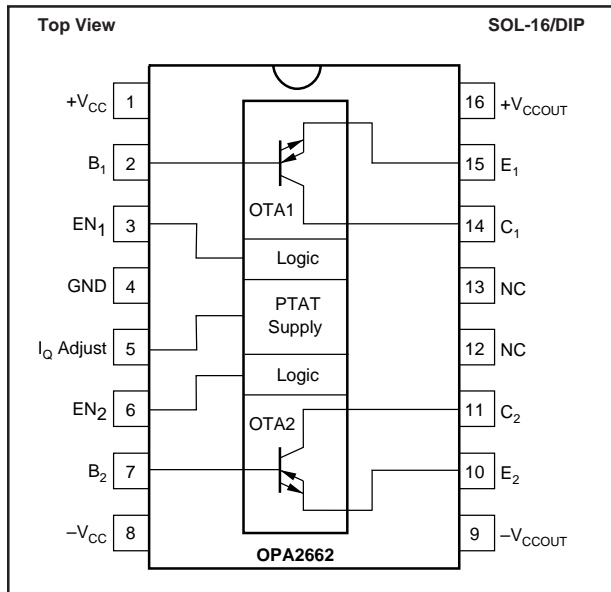 Top View
SOL-16/DIP
+VCC 1
16 +VCCOUT
B1 2
15 E1
OTA1
EN1 3
14 C1
Logic
GND 4
13 NC
PTAT
Supply
IQ Adjust 5
12 NC
Logic
EN2 6
11 C2
OTA2
B2 7
10 E2
–VCC 8
9 –VCCOUT
OPA2662